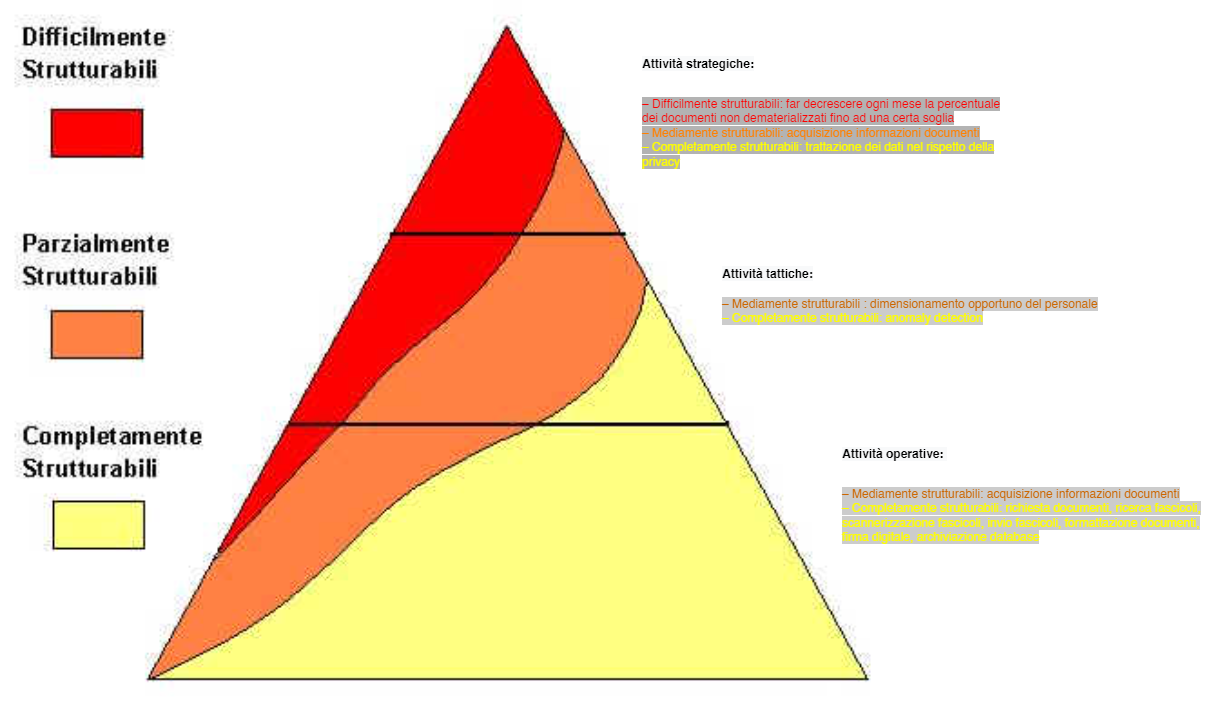 Difficilmente
Strutturabili
Parzialmente
Strutturabili
Completamente
Strutturabili
Attività strategiche:
– Difficilmente strutturabili: far decrescere ogni mese la percentuale
dei documenti non dematerializzati fino ad una certa soglia
– Mediamente strutturabili: acquisizione informazioni documenti
– Completamente strutturabili: trattazione dei dati nel rispetto della
privacy
Attività tattiche:
– Mediamente strutturabili : dimensionamento opportuno del personale
– Completamente strutturabili: anomaly detection
Attività operative:
– Mediamente strutturabili: acquisizione informazioni documenti
– Completamente strutturabili: richiesta documenti, ricerca fascicoli,
scannerizzazione fascicoli, invio fascicoli, formattazione documenti,
firma digitale, archiviazione database